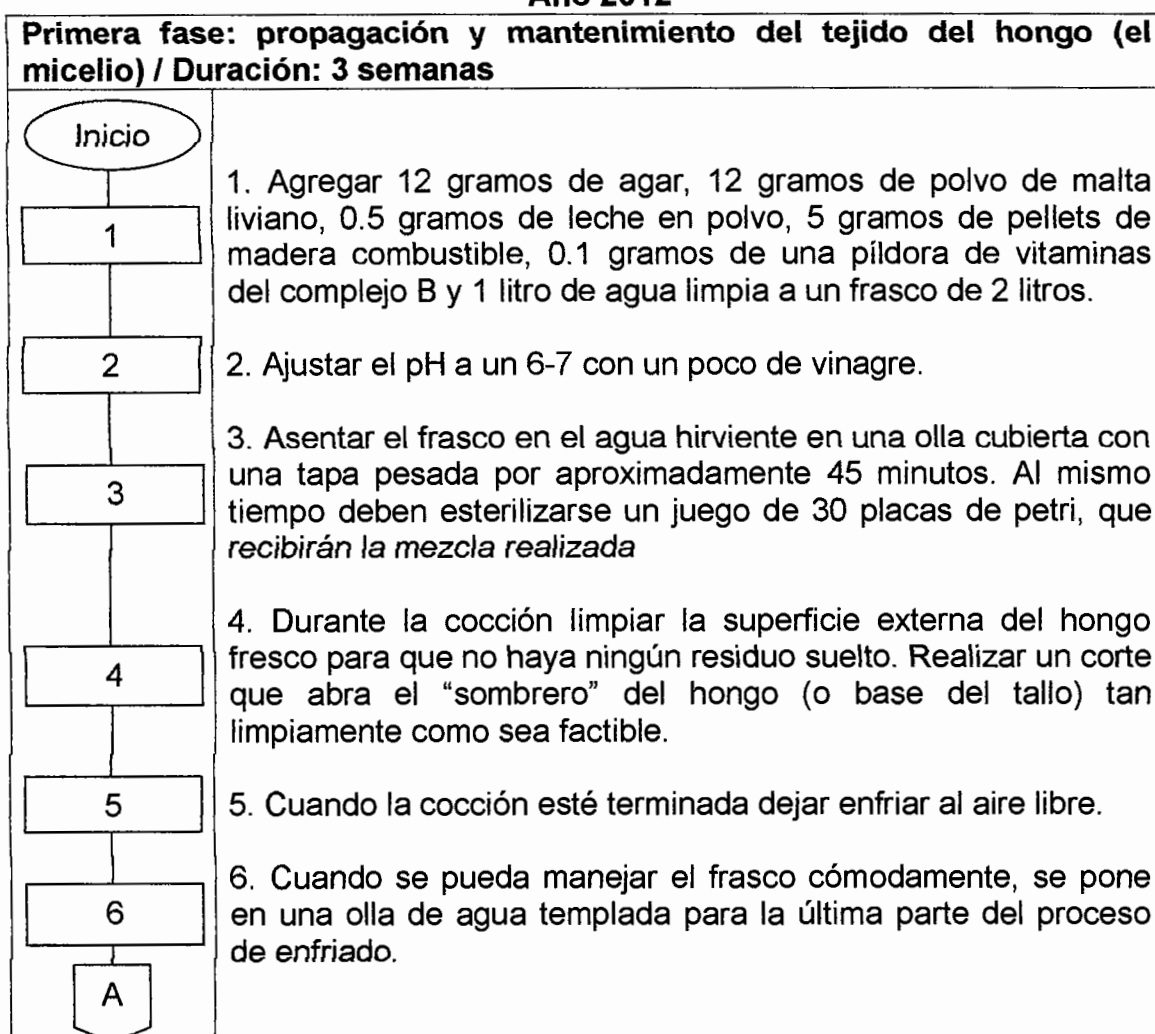 Año 2012
Primera fase: propagación y mantenimiento del tejido del hongo (el
micelio) / Duración: 3 semanas
Inicio
1
1. Agregar 12 gramos de agar, 12 gramos de polvo de malta
liviano, 0.5 gramos de leche en polvo, 5 gramos de pellets de
madera combustible, 0.1 gramos de una píldora de vitaminas
del complejo B y 1 litro de agua limpia a un frasco de 2 litros.
2
2. Ajustar el pH a un 6-7 con un poco de vinagre.
3
3. Asentar el frasco en el agua hirviente en una olla cubierta con
una tapa pesada por aproximadamente 45 minutos. Al mismo
tiempo deben esterilizarse un juego de 30 placas de petri, que
recibirán la mezcla realizada
4
4. Durante la cocción limpiar la superficie externa del hongo
fresco para que no haya ningún residuo suelto. Realizar un corte
que abra el “sombrero” del hongo (o base del tallo) tan
limpiamente como sea factible.
5
5. Cuando la cocción esté terminada dejar enfriar al aire libre.
6
6. Cuando se pueda manejar el frasco cómodamente, se pone
en una olla de agua templada para la última parte del proceso
de enfriado.
A